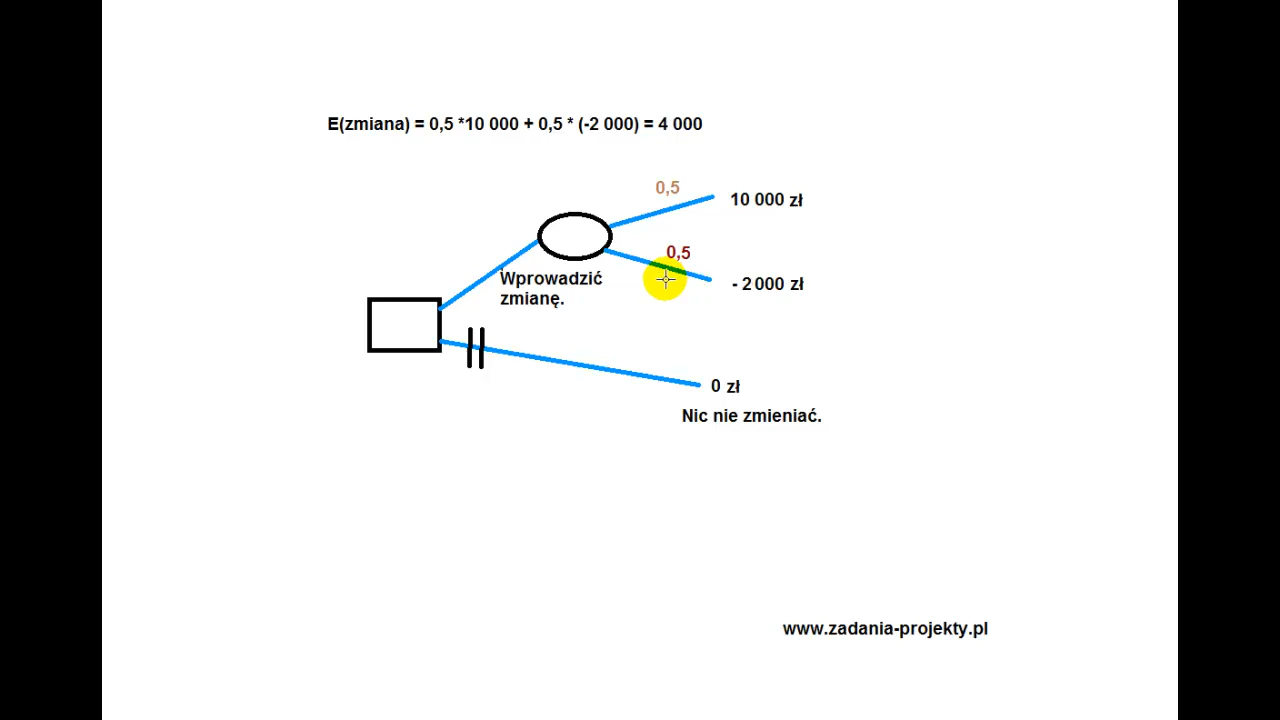 E(zmiana) = 0,5 *10 000 + 0,5 * (-2 000) = 4 000
0,5
10 000 zł
0,5
Wprowadzić
zmianę.
- 2 000 zł
0 zł
Nic nie zmieniać.
www.zadania-projekty.pl